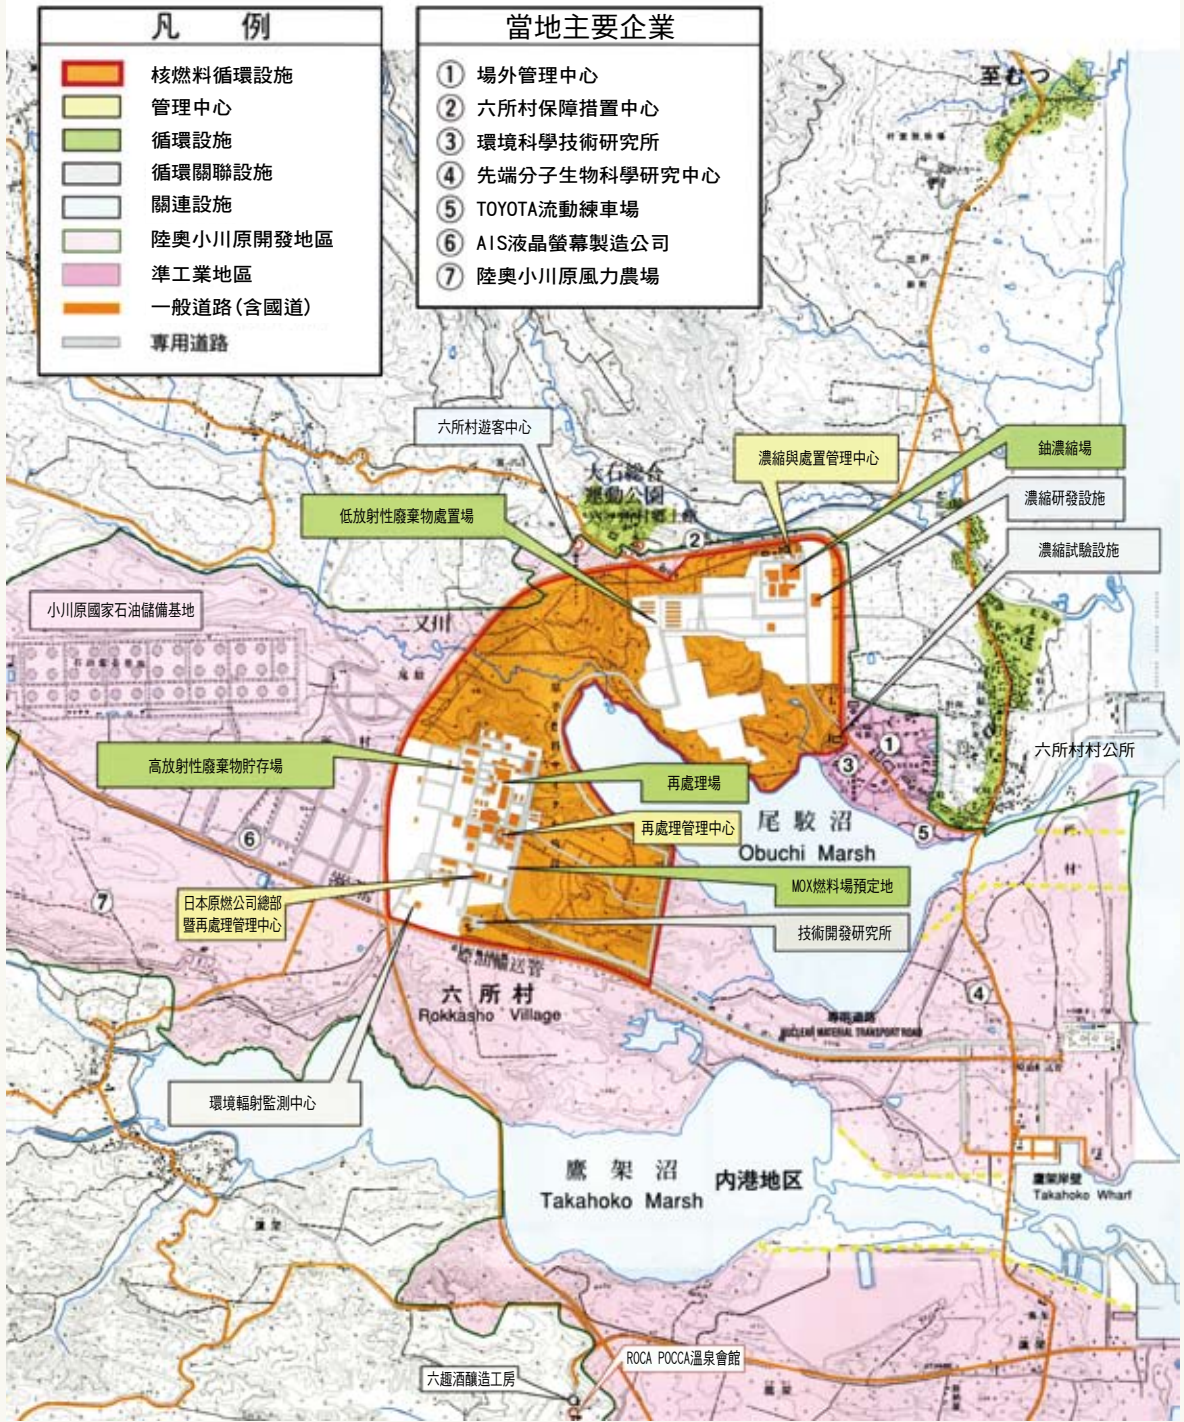 凡　例
核燃料循環設施
管理中心
循環設施
循環關聯設施
關連設施
陸奧小川原開發地區
準工業地區
一般道路(含國道)
專用道路
當地主要企業
① 場外管理中心
② 六所村保障措置中心
③ 環境科學技術研究所
④ 先端分子生物科學研究中心
⑤ TOYOTA流動練車場
⑥ AIS液晶螢幕製造公司
⑦ 陸奧小川原風力農場
至むつ
六所村遊客中心
大石総合
運動公園
濃縮與處置管理中心
鈾濃縮場
濃縮研發設施
低放射性廢棄物處置場
②
濃縮試驗設施
小川原國家石油儲備基地
二又川
尾駮
六所村村公所
①
③
高放射性廢棄物貯存場
再處理場
再處理管理中心
尾駮沼
Obuchi Marsh
⑤
⑥
MOX燃料場預定地
⑦
日本原燃公司總部
暨再處理管理中心
技術開發研究所
六所村
Rokkasho Village
④
專用道路
NUCLEAR MATERIAL TRANSPORT ROAD
環境輻射監測中心
鷹架沼
Takahoko Marsh
内港地区
鷹架岸壁
Takahoko Wharf
鷹架
ROCA POCCA溫泉會館
六趣酒釀造工房